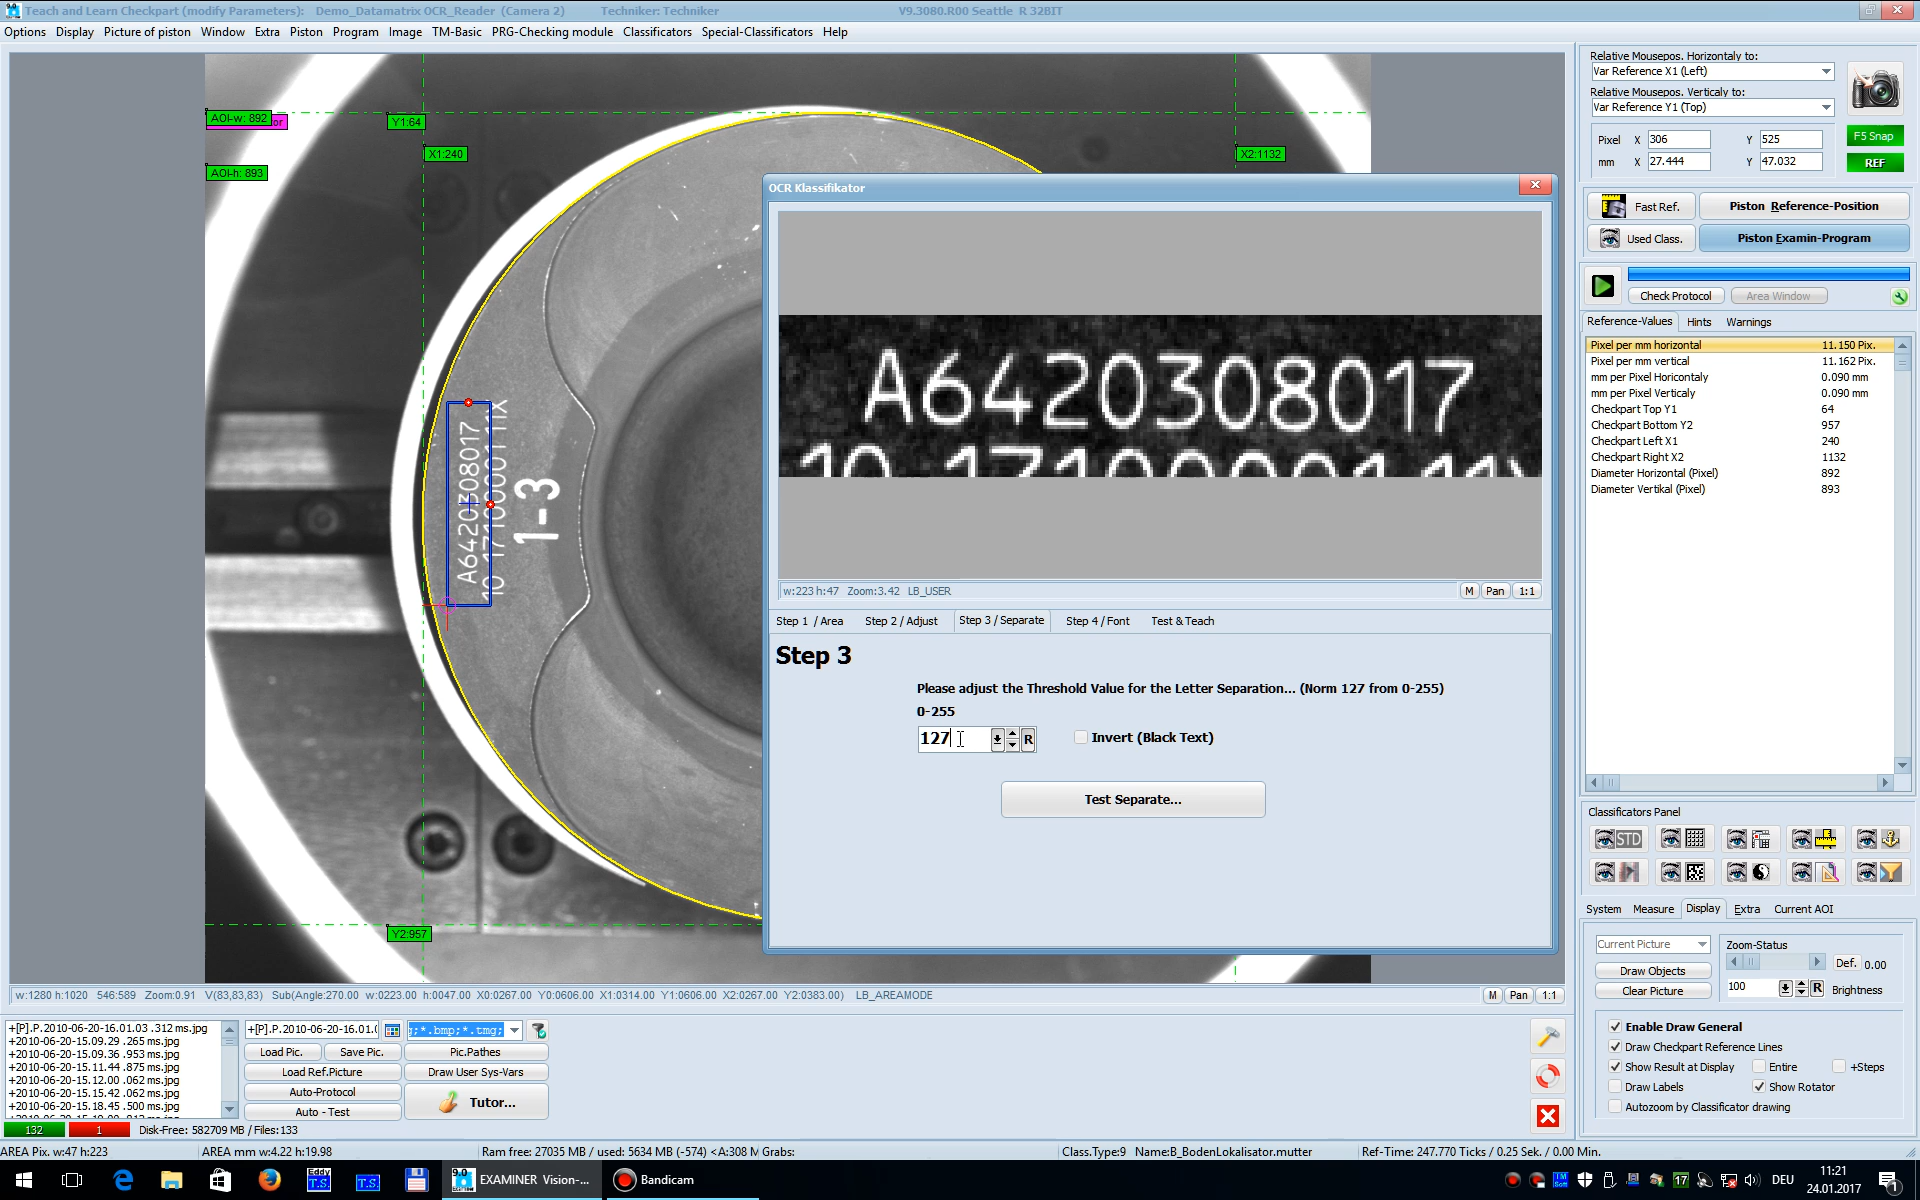 Teach and Learn Checkpart (modify Parameters): Demo_Datamatrix OCR_Reader (Camera 2) Techniker: Techniker V9.3080.R00 Seattle R 32BIT
Options Display Picture of piston Window Extra Piston Program Image TM-Basic PRG-Checking module Classificators Special-Classificators Help
AOI-w: 892
Y1:64
X1:240
X2:1132
AOI-h: 893
A6420308017
1-3
Y2:957
OCR Klassifikator
A6420308017
w:223 h:47 Zoom:3.42 LB_USER
M Pan 1:1
Step 1 / Area Step 2 / Adjust Step 3 / Separate Step 4 / Font Test & Teach
Step 3
Please adjust the Threshold Value for the Letter Separation... (Norm 127 from 0-255)
0-255
127 R Invert (Black Text)
Test Separate...
w:1280 h:1020 546:589 Zoom:0.91 V(83,83,83) Sub(Angle:270.00 w:0223.00 h:0047.00 X0:0267.00 Y0:0606.00 X1:0314.00 Y1:0606.00 X2:0267.00 Y2:0383.00) LB_AREAMODE
M Pan 1:1
Relative Mousepos. Horizontaly to:
Var Reference X1 (Left)
Relative Mousepos. Verticaly to:
Var Reference Y1 (Top)
Pixel X 306 Y 525
mm X 27.444 Y 47.032
F5 Snap
REF
Fast Ref. Piston Reference-Position
Used Class. Piston Examin-Program
Check Protocol Area Window
Reference-Values Hints Warnings
Pixel per mm horizontal 11.150 Pix.
Pixel per mm vertical 11.162 Pix.
mm per Pixel Horicontaly 0.090 mm
mm per Pixel Verticaly 0.090 mm
Checkpart Top Y1 64
Checkpart Bottom Y2 957
Checkpart Left X1 240
Checkpart Right X2 1132
Diameter Horizontal (Pixel) 892
Diameter Vertikal (Pixel) 893
Classificators Panel
STD
System Measure Display Extra Current AOI
Current Picture
Draw Objects
Clear Picture
Zoom-Status
Def. 0.00
100 R Brightness
Enable Draw General
Draw Checkpart Reference Lines
Show Result at Display Entire +Steps
Draw Labels Show Rotator
Autozoom by Classificator drawing
+[P].P.2010-06-20-16.01.03 .312 ms.jpg
+2010-06-20-15.09.29 .265 ms.jpg
+2010-06-20-15.09.36 .953 ms.jpg
+2010-06-20-15.11.44 .875 ms.jpg
+2010-06-20-15.12.00 .062 ms.jpg
+2010-06-20-15.15.42 .062 ms.jpg
+2010-06-20-15.18.45 .500 ms.jpg
+[P].P.2010-06-20-16.01.0 g;*.bmp;*.tmg;
Load Pic. Save Pic. Pic.Pathes
Load Ref.Picture Draw User Sys-Vars
Auto-Protocol
Auto - Test
Tutor...
132 1 Disk-Free: 582709 MB / Files:133
AREA Pix. w:47 h:223 AREA mm w:4.22 h:19.98 Ram free: 27035 MB / used: 5634 MB (-574) <A:308 M Grabs: Class.Type:9 Name:B_BodenLokalisator.mutter Ref-Time: 247.770 Ticks / 0.25 Sek. / 0.00 Min.
Eddy T.S. T.S. 9.0 EXAMINER Vision-... Bandicam
17 DEU 11:21
24.01.2017
1